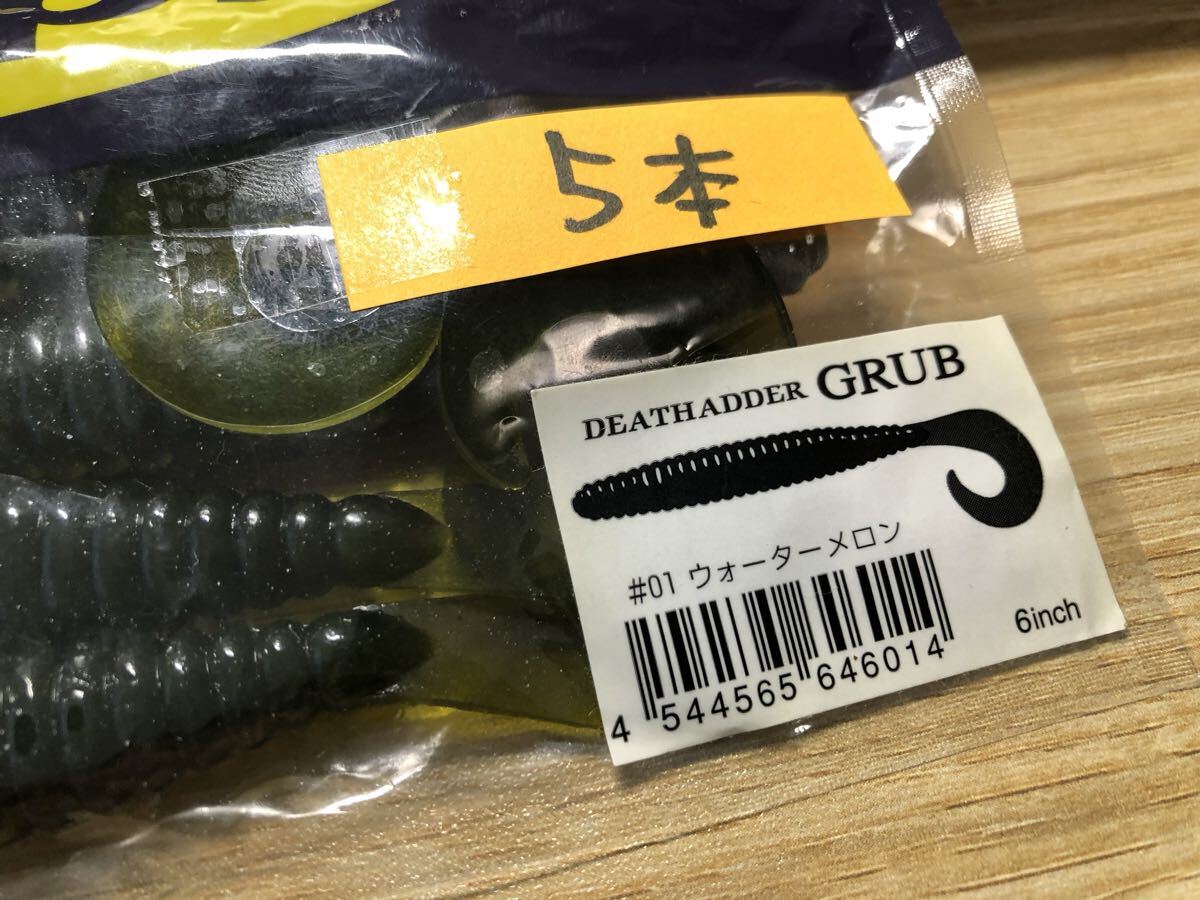 5本
DEATHADDER GRUB
#01 ウォーターメロン
4 544565 646014
6inch